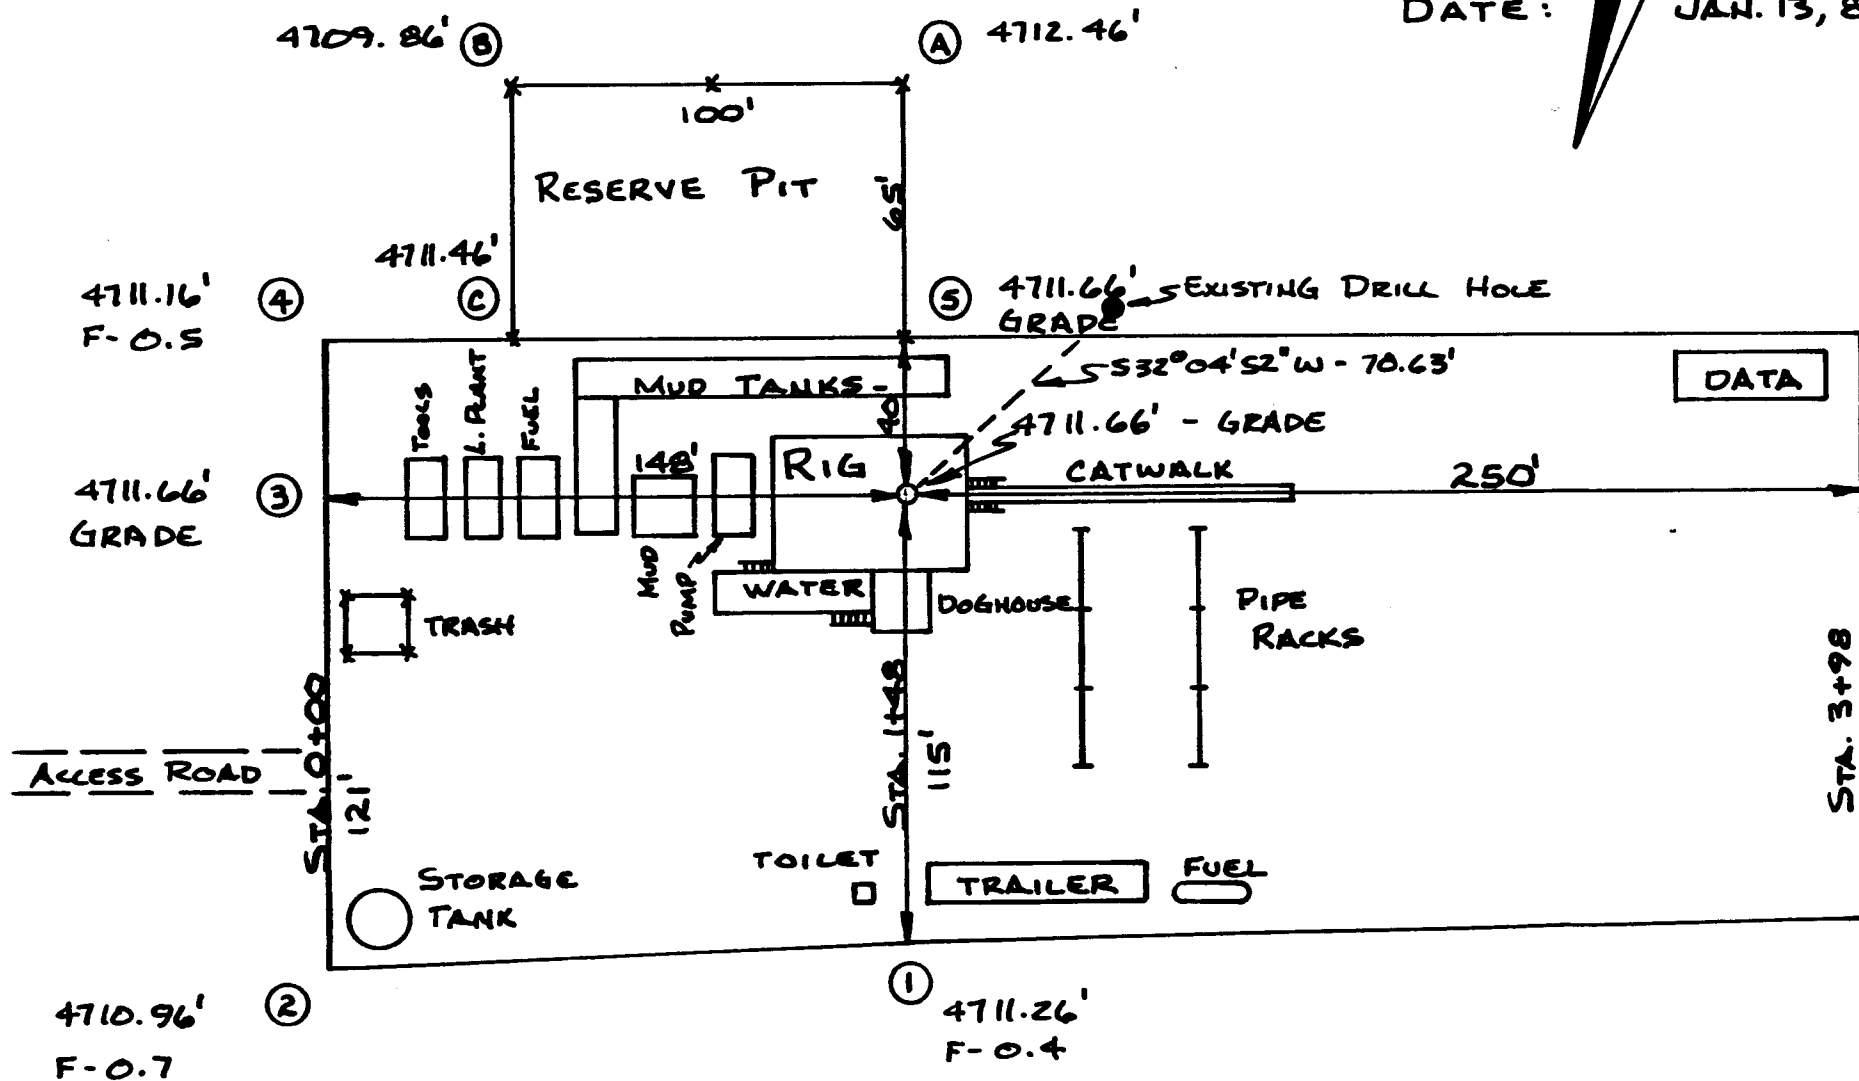 DATE: JAN. 13, 8
4709.86' B
A 4712.46'
100'
RESERVE PIT
65'
4711.46'
C
4711.16' 4
F-0.5
5 4711.66'
GRADE
EXISTING DRILL HOLE
S32°04'52"W - 70.63'
4711.66' - GRADE
DATA
TOOLS
L. PLANT
FUEL
MUD TANKS
40'
148'
RIG
CATWALK
250'
4711.66' 3
GRADE
MUD
PUMP
WATER
DOGHOUSE
PIPE
RACKS
TRASH
STA. 0+00
121'
STA. 1+48
115'
STA. 3+98
ACCESS ROAD
STORAGE
TANK
TOILET
TRAILER
FUEL
4710.96' 2
F-0.7
1 4711.26'
F-0.4